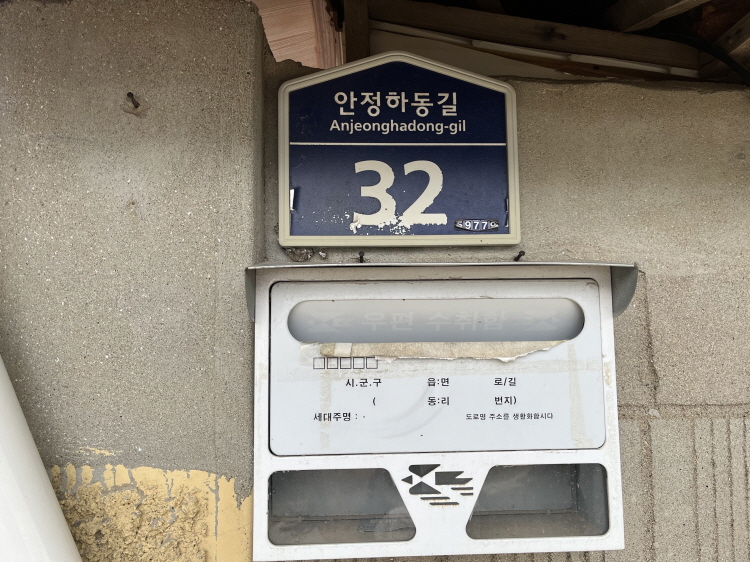 안정하동길
Anjeonghadong-gil
32
977
우편 수취함
시.군.구 읍:면 로/길
( 동:리 번지)
세대주명 :
도로명 주소를 생활화합시다